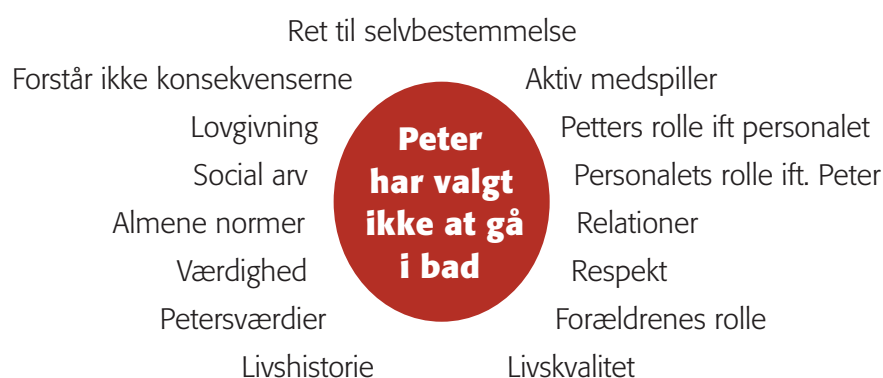 Ret til selvbestemmelse
Forstår ikke konsekvenserne
Aktiv medspiller
Lovgivning
Petters rolle ift personalet
Social arv
Personalets rolle ift. Peter
Almene normer
Relationer
Værdighed
Respekt
Petersværdier
Forældrenes rolle
Livshistorie
Livskvalitet
Peter
har valgt
ikke at gå
i bad